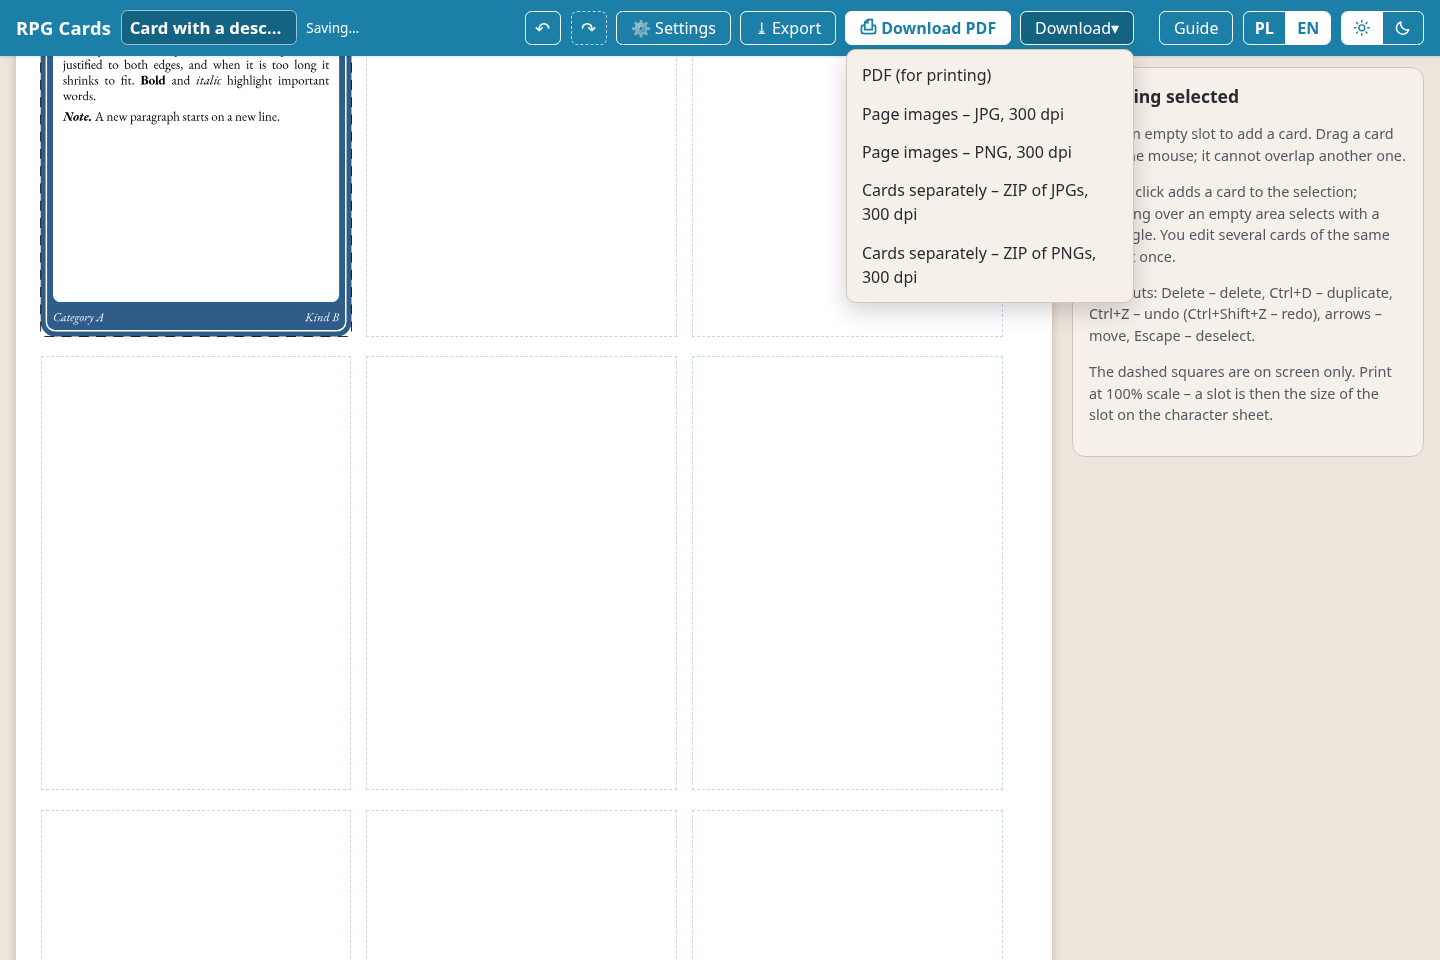 RPG Cards
Card with a desc...
Saving...
↶
↷
⚙ Settings
⤓ Export
Download PDF
Download▾
Guide
PL
EN
justified to both edges, and when it is too long it
shrinks to fit. Bold and italic highlight important
words.
Note. A new paragraph starts on a new line.
Category A
Kind B
PDF (for printing)
Page images – JPG, 300 dpi
Page images – PNG, 300 dpi
Cards separately – ZIP of JPGs,
300 dpi
Cards separately – ZIP of PNGs,
300 dpi
selected
empty slot to add a card. Drag a card
mouse; it cannot overlap another one.
click adds a card to the selection;
over an empty area selects with a
You edit several cards of the same
once.
Delete – delete, Ctrl+D – duplicate,
Ctrl+Z – undo (Ctrl+Shift+Z – redo), arrows –
move, Escape – deselect.
The dashed squares are on screen only. Print
at 100% scale – a slot is then the size of the
slot on the character sheet.